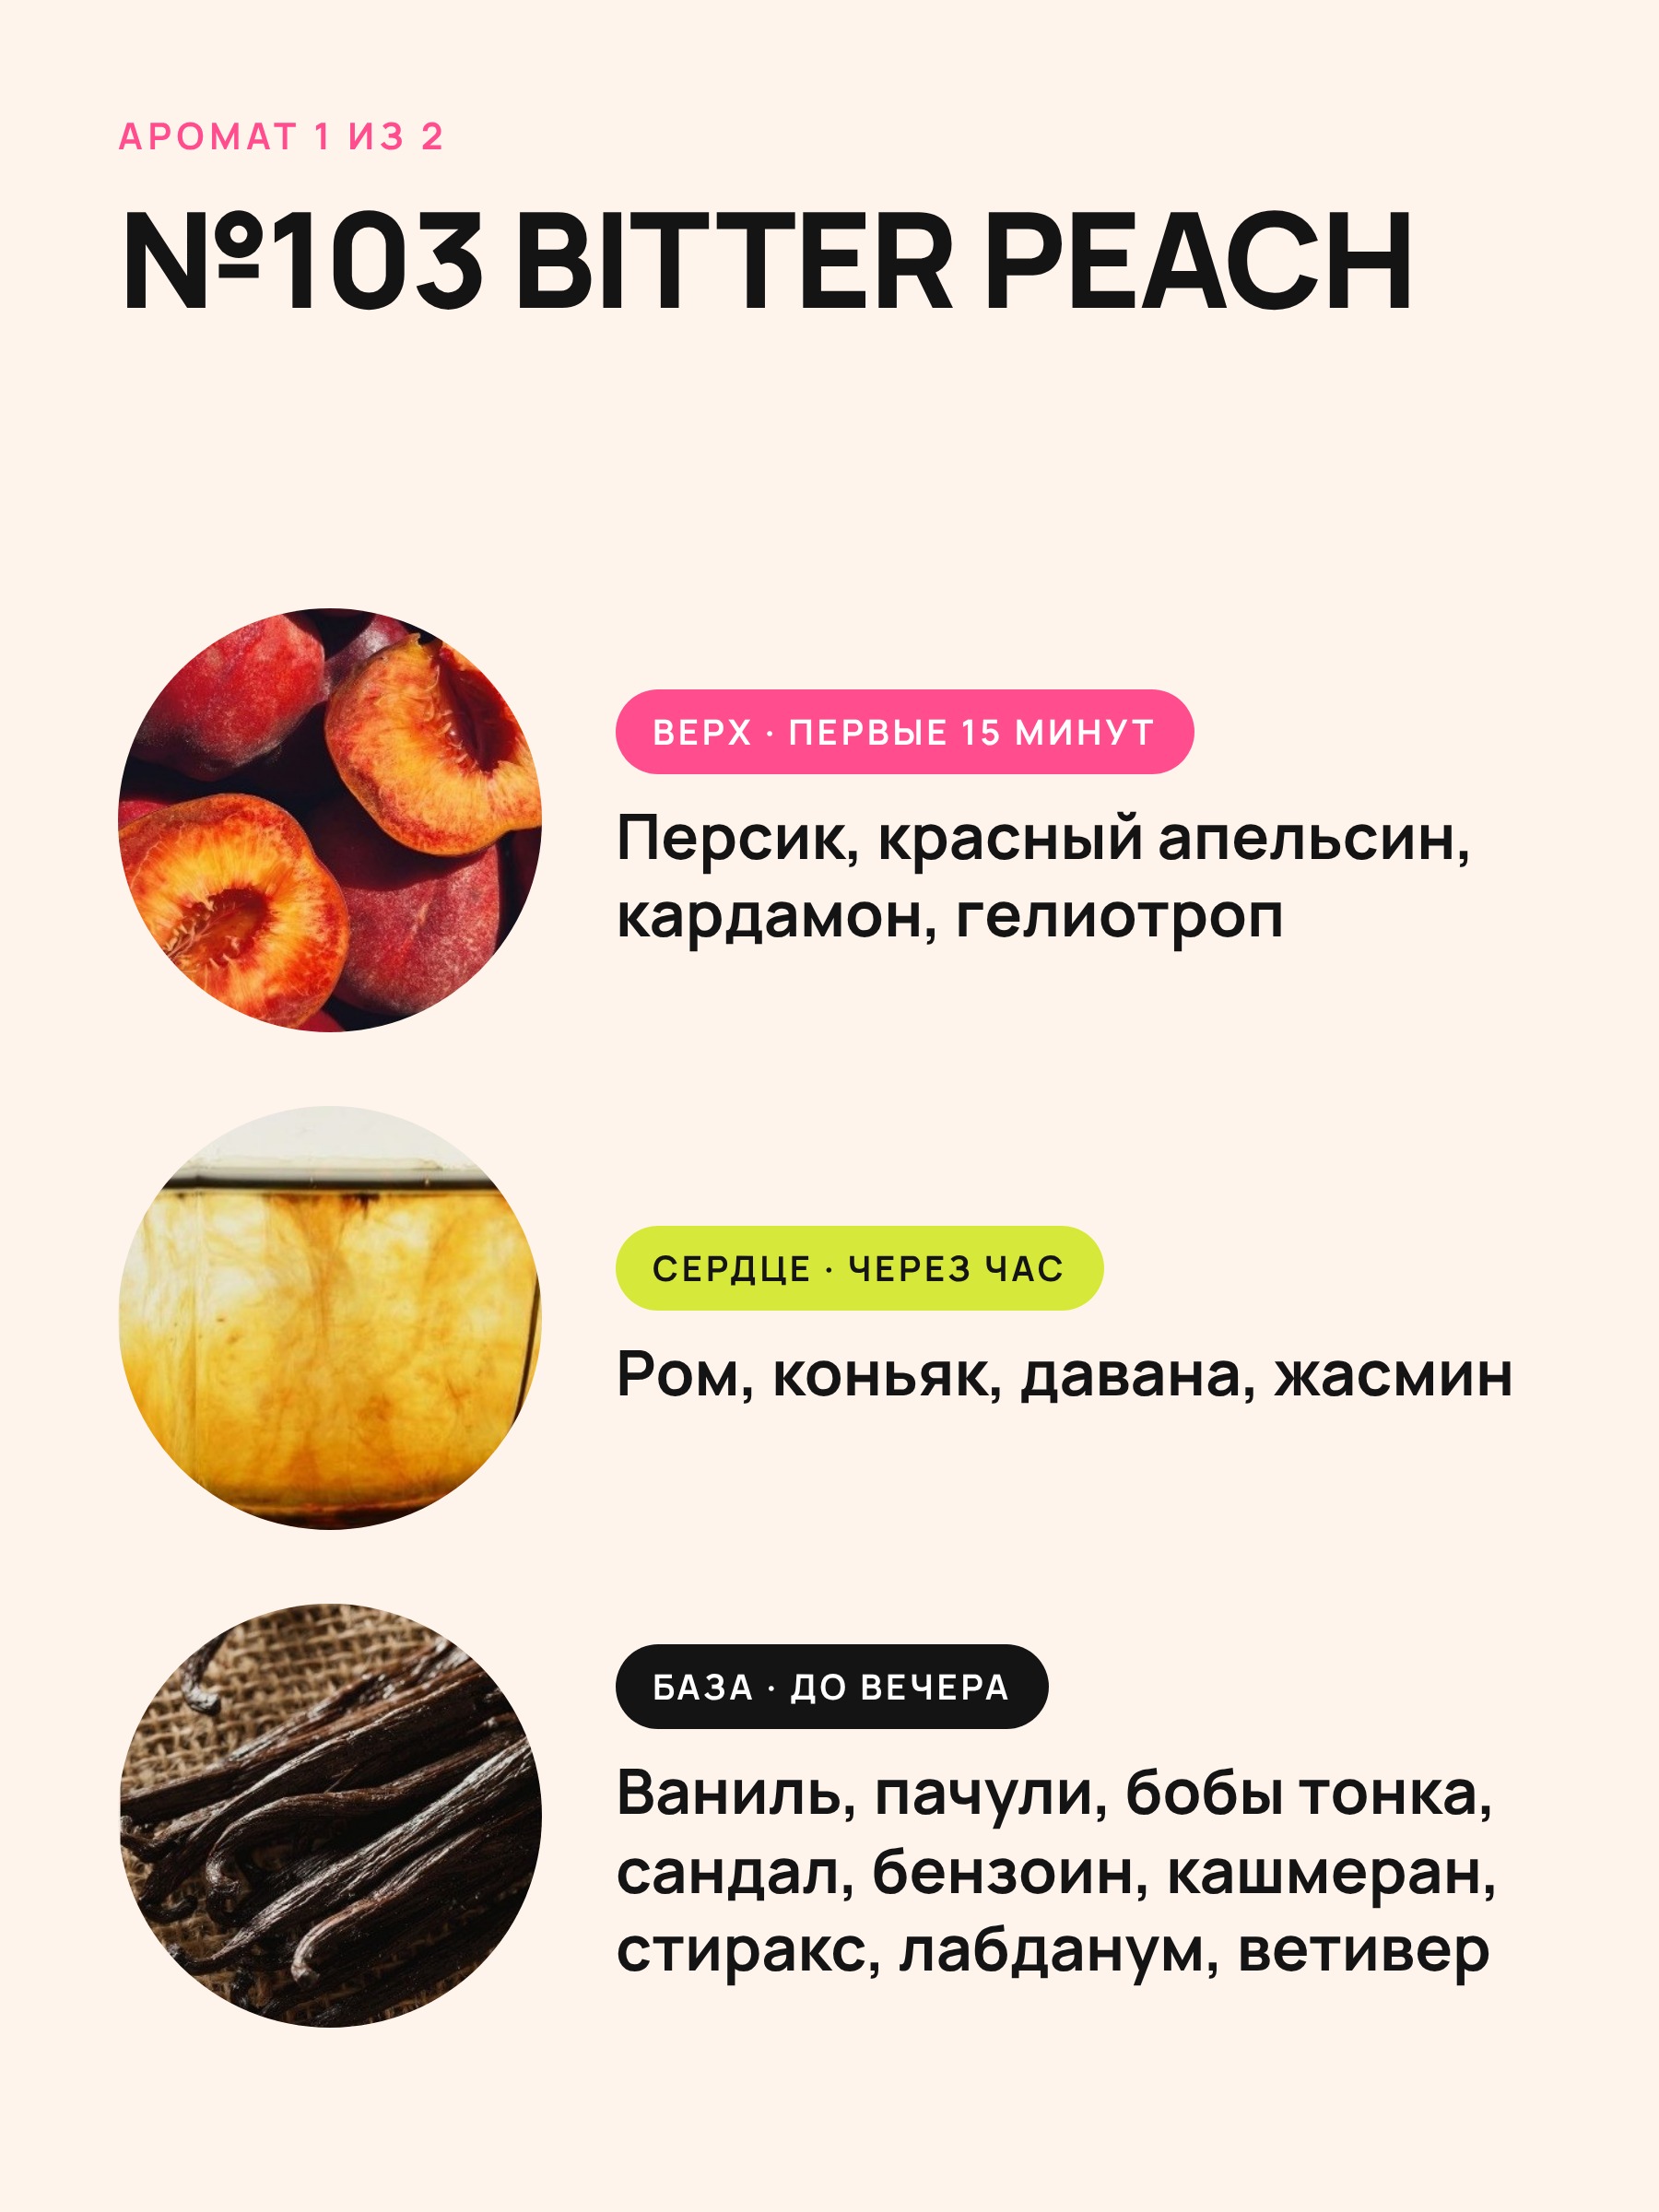 АРОМАТ 1 ИЗ 2
№103 BITTER PEACH
ВЕРХ · ПЕРВЫЕ 15 МИНУТ
Персик, красный апельсин,
кардамон, гелиотроп
СЕРДЦЕ · ЧЕРЕЗ ЧАС
Ром, коньяк, давана, жасмин
БАЗА · ДО ВЕЧЕРА
Ваниль, пачули, бобы тонка,
сандал, бензоин, кашмеран,
стиракс, лабданум, ветивер